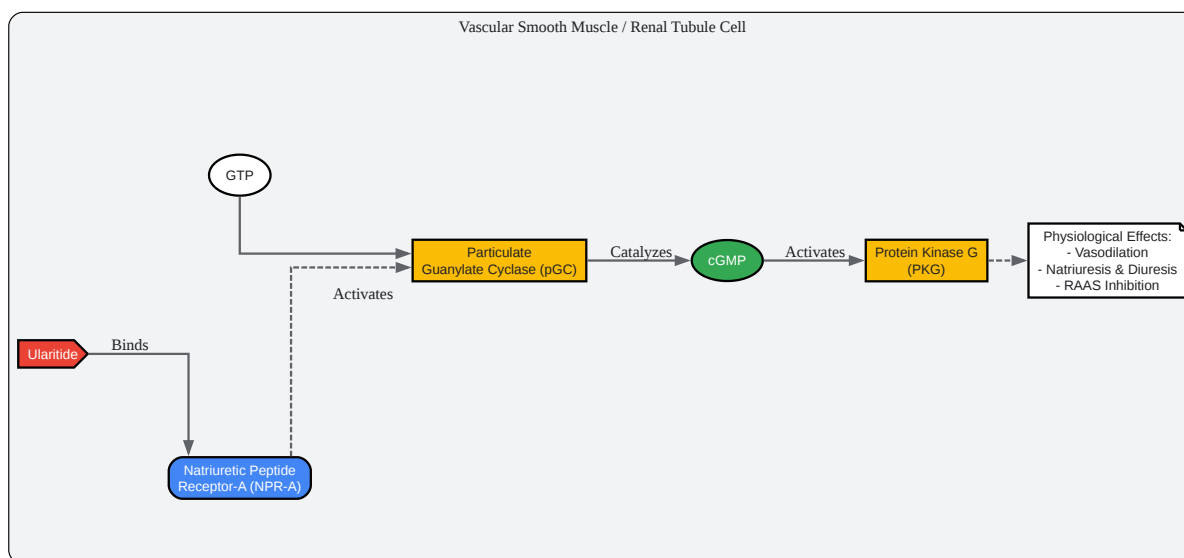 Vascular Smooth Muscle / Renal Tubule Cell
GTP
Particulate
Guanylate Cyclase (pGC)
Catalyzes
cGMP
Activates
Protein Kinase G
(PKG)
Physiological Effects:
- Vasodilation
- Natriuresis & Diuresis
- RAAS Inhibition
Activates
Ularitide
Binds
Natriuretic Peptide
Receptor-A (NPR-A)